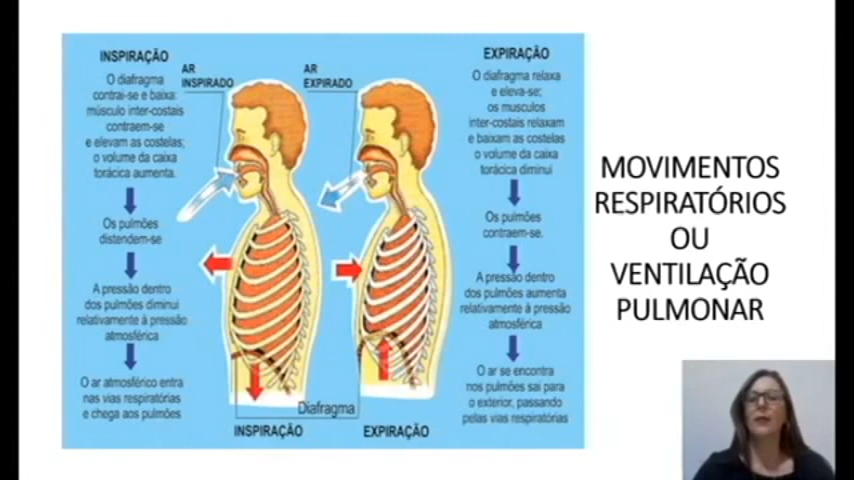 INSPIRAÇÃO
O diafragma
contrai-se e baixa:
músculo inter-costais
contraem-se
e elevam as costelas;
o volume da caixa
torácica aumenta.
Os pulmões
distendem-se
A pressão dentro
dos pulmões diminui
relativamente à pressão
atmosférica
O ar atmosférico entra
nas vias respiratórias
e chega aos pulmões
AR
INSPIRADO
AR
EXPIRADO
Diafragma
INSPIRAÇÃO
EXPIRAÇÃO
EXPIRAÇÃO
O diafragma relaxa
e eleva-se;
os musculos
inter-costais relaxam
e baixam as costelas
o volume da caixa
torácica diminui
Os pulmões
contraem-se.
A pressão dentro
dos pulmões aumenta
relativamente à pressão
atmosférica
O ar se encontra
nos pulmões sai para
o exterior, passando
pelas vias respiratórias
MOVIMENTOS
RESPIRATÓRIOS
OU
VENTILAÇÃO
PULMONAR